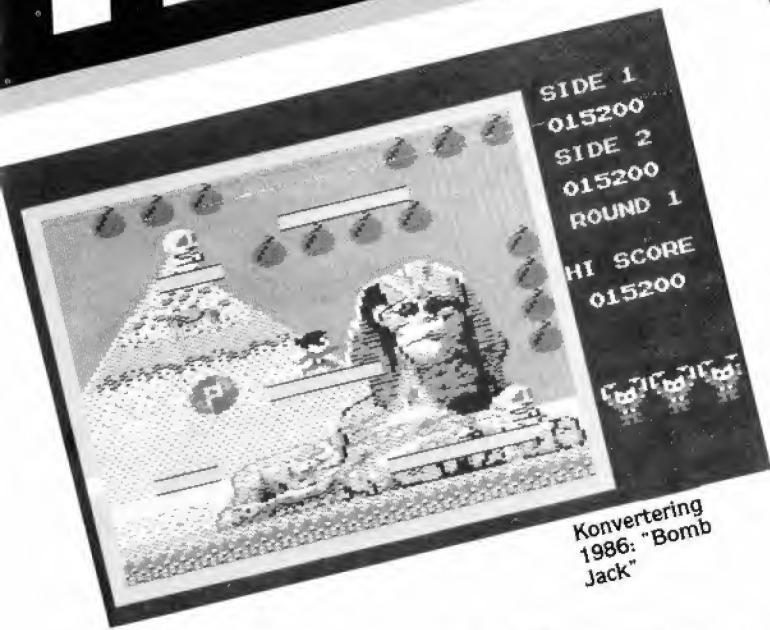 SIDE 1
015200
SIDE 2
015200
ROUND 1
HI SCORE
015200
P
Konvertering
1986: "Bomb
Jack"